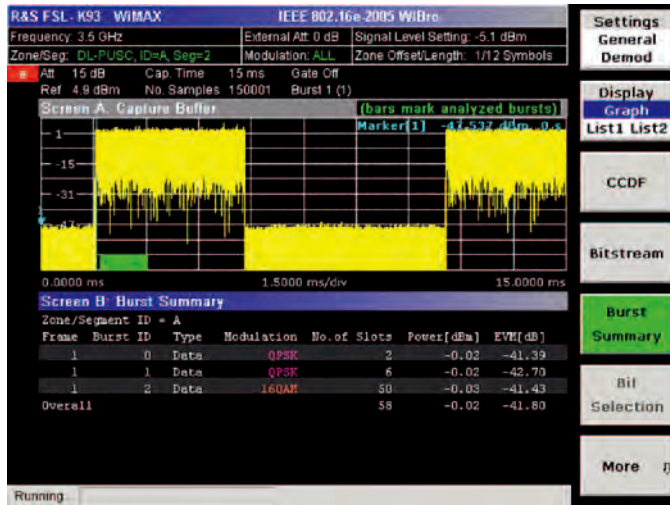 R&S FSL-K93 WiMAX IEEE 802.16e-2005 WiBro
Frequency: 3.5 GHz External Att: 0 dB Signal Level Setting: -5.1 dBm
Zone/Seg: DL-PUSC, ID=A, Seg=2 Modulation: ALL Zone Offset/Length: 1/12 Symbols
Att 15 dB Cap. Time 15 ms Gate Off
Ref 4.9 dBm No. Samples 150001 Burst 1 (1)
Screen A: Capture Buffer (bars mark analyzed bursts)
Marker[1] -47.537 dBm, 0 s
-1
-15
-31
-47
0.0000 ms 1.5000 ms/div 15.0000 ms
Screen B: Burst Summary
Zone/Segment ID = A
Frame Burst ID Type Modulation No.of Slots Power[dBm] EVM[dB]
1 0 Data QPSK 2 -0.02 -41.39
1 1 Data QPSK 6 -0.02 -42.70
1 2 Data 16QAM 50 -0.03 -41.43
Overall 58 -0.02 -41.80
Running
Settings
General
Demod
Display
Graph
List1 List2
CCDF
Bitstream
Burst
Summary
Bit
Selection
More